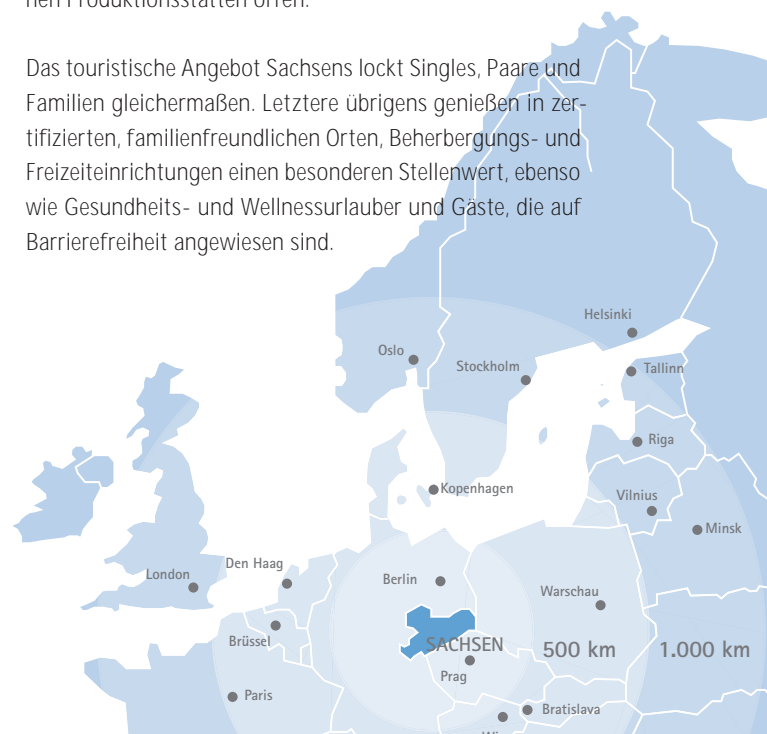 nen Produktionsstätten offen.
Das touristische Angebot Sachsens lockt Singles, Paare und
Familien gleichermaßen. Letztere übrigens genießen in zer-
tifizierten, familienfreundlichen Orten, Beherbergungs- und
Freizeiteinrichtungen einen besonderen Stellenwert, ebenso
wie Gesundheits- und Wellnessurlauber und Gäste, die auf
Barrierefreiheit angewiesen sind.
Helsinki
Oslo
Stockholm
Tallinn
Riga
Kopenhagen
Vilnius
Minsk
Den Haag
London
Berlin
Warschau
Brüssel
SACHSEN
500 km
1.000 km
Prag
Paris
Bratislava